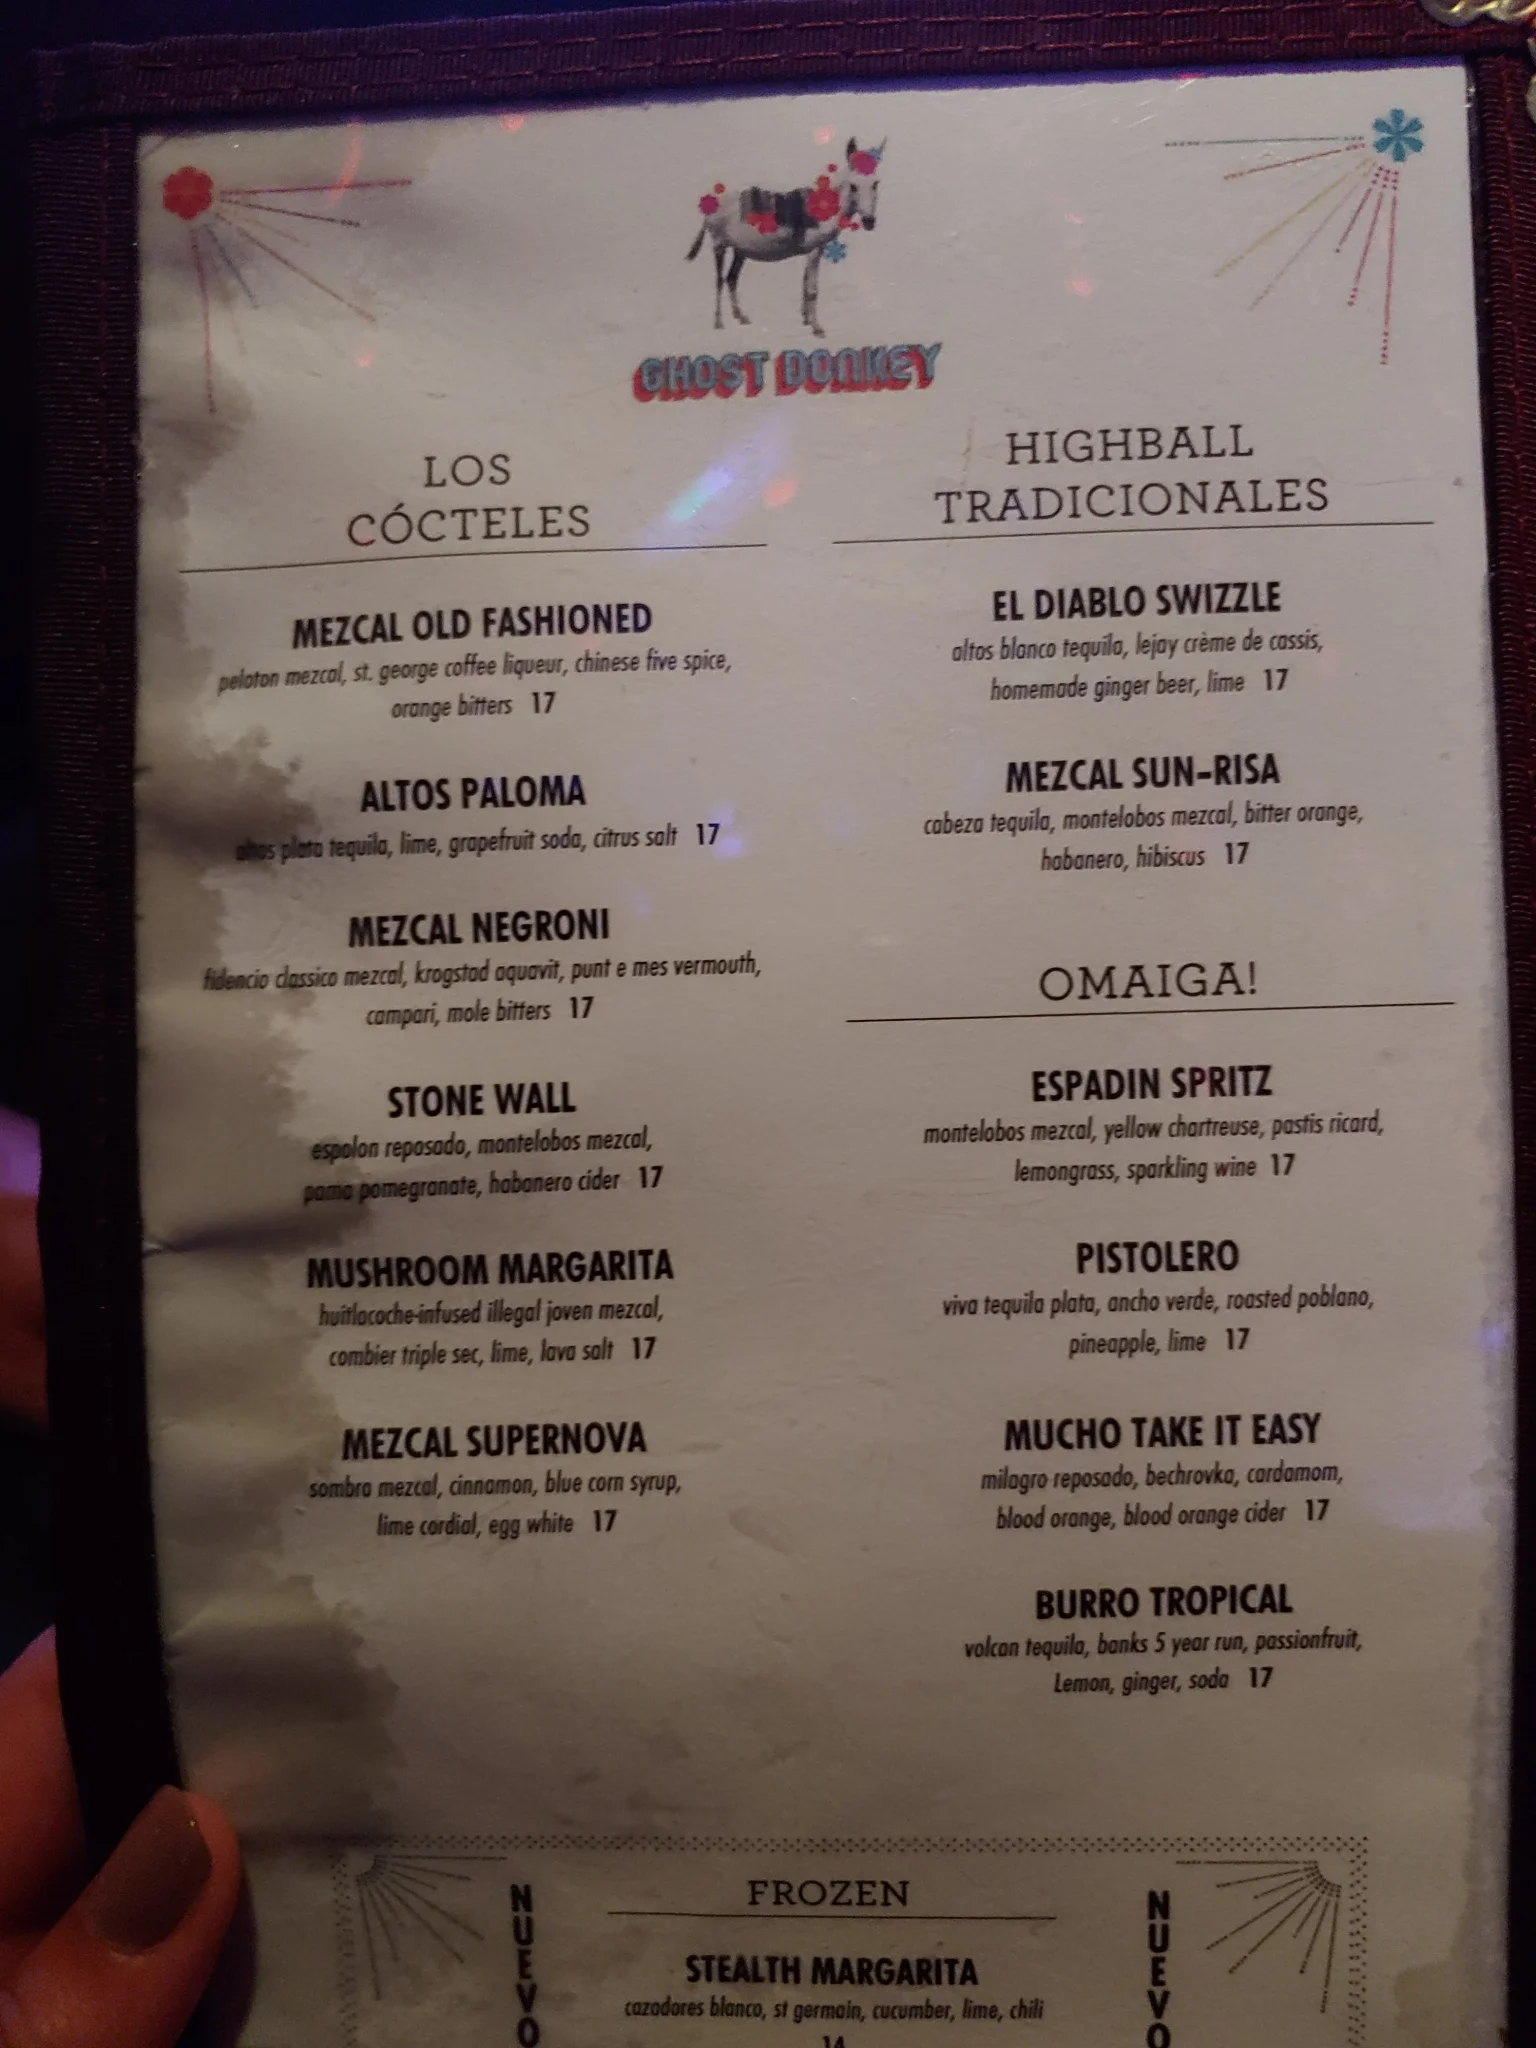 GHOST DONKEY
LOS
CÓCTELES
MEZCAL OLD FASHIONED
peloton mezcal, st. george coffee liqueur, chinese five spice,
orange bitters 17
ALTOS PALOMA
altos plata tequila, lime, grapefruit soda, citrus salt 17
MEZCAL NEGRONI
fidencio classico mezcal, krogstad aquavit, punt e mes vermouth,
campari, mole bitters 17
STONE WALL
espolon reposado, montelobos mezcal,
pama pomegranate, habanero cider 17
MUSHROOM MARGARITA
huitlacoche-infused illegal joven mezcal,
combier triple sec, lime, lava salt 17
MEZCAL SUPERNOVA
sombra mezcal, cinnamon, blue corn syrup,
lime cordial, egg white 17
HIGHBALL
TRADICIONALES
EL DIABLO SWIZZLE
altos blanco tequila, lejay crème de cassis,
homemade ginger beer, lime 17
MEZCAL SUN-RISA
cabeza tequila, montelobos mezcal, bitter orange,
habanero, hibiscus 17
OMAIGA!
ESPADIN SPRITZ
montelobos mezcal, yellow chartreuse, pastis ricard,
lemongrass, sparkling wine 17
PISTOLERO
viva tequila plata, ancho verde, roasted poblano,
pineapple, lime 17
MUCHO TAKE IT EASY
milagro reposado, bechrovka, cardamom,
blood orange, blood orange cider 17
BURRO TROPICAL
volcan tequila, banks 5 year run, passionfruit,
Lemon, ginger, soda 17
NUEVO
FROZEN
STEALTH MARGARITA
cazadores blanco, st germain, cucumber, lime, chili
14
NUEVO